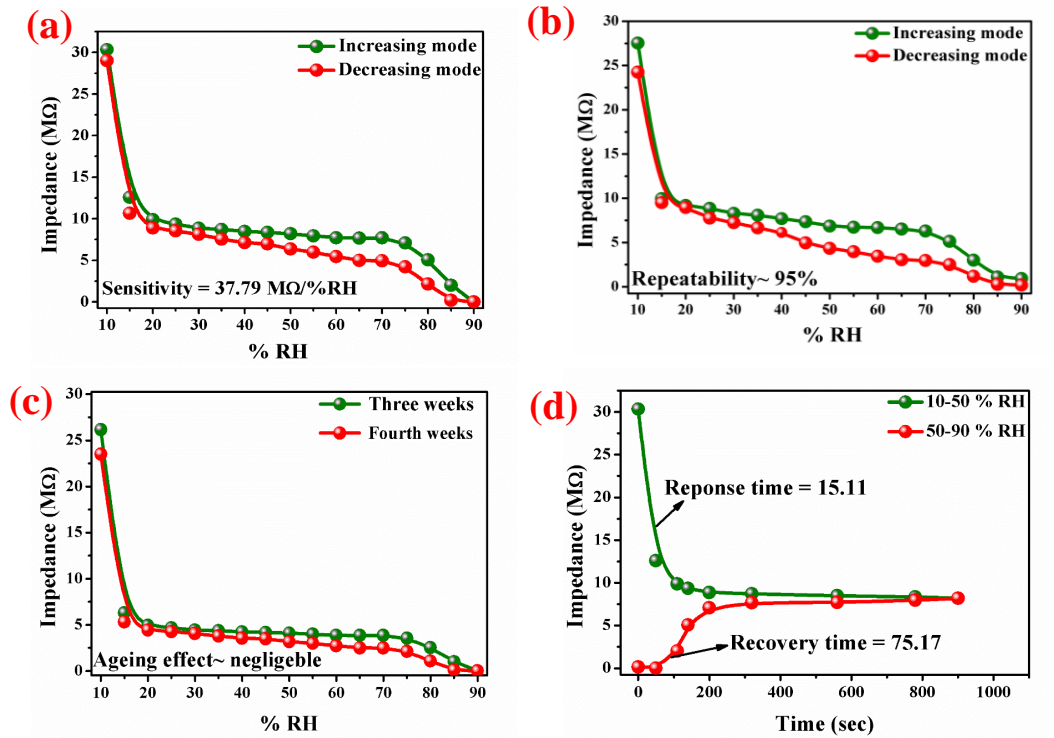 (a)
Increasing mode
Decreasing mode
30
25
20
15
10
5
0
Impedance (MΩ)
Sensitivity = 37.79 MΩ/%RH
10 20 30 40 50 60 70 80 90
% RH
(b)
Increasing mode
Decreasing mode
30
25
20
15
10
5
0
Impedance (MΩ)
Repeatability~ 95%
10 20 30 40 50 60 70 80 90
% RH
(c)
Three weeks
Fourth weeks
30
25
20
15
10
5
0
Impedance (MΩ)
Ageing effect~ negligeble
10 20 30 40 50 60 70 80 90
% RH
(d)
10-50 % RH
50-90 % RH
30
25
20
15
10
5
0
Impedance (MΩ)
Reponse time = 15.11
Recovery time = 75.17
0 200 400 600 800 1000
Time (sec)